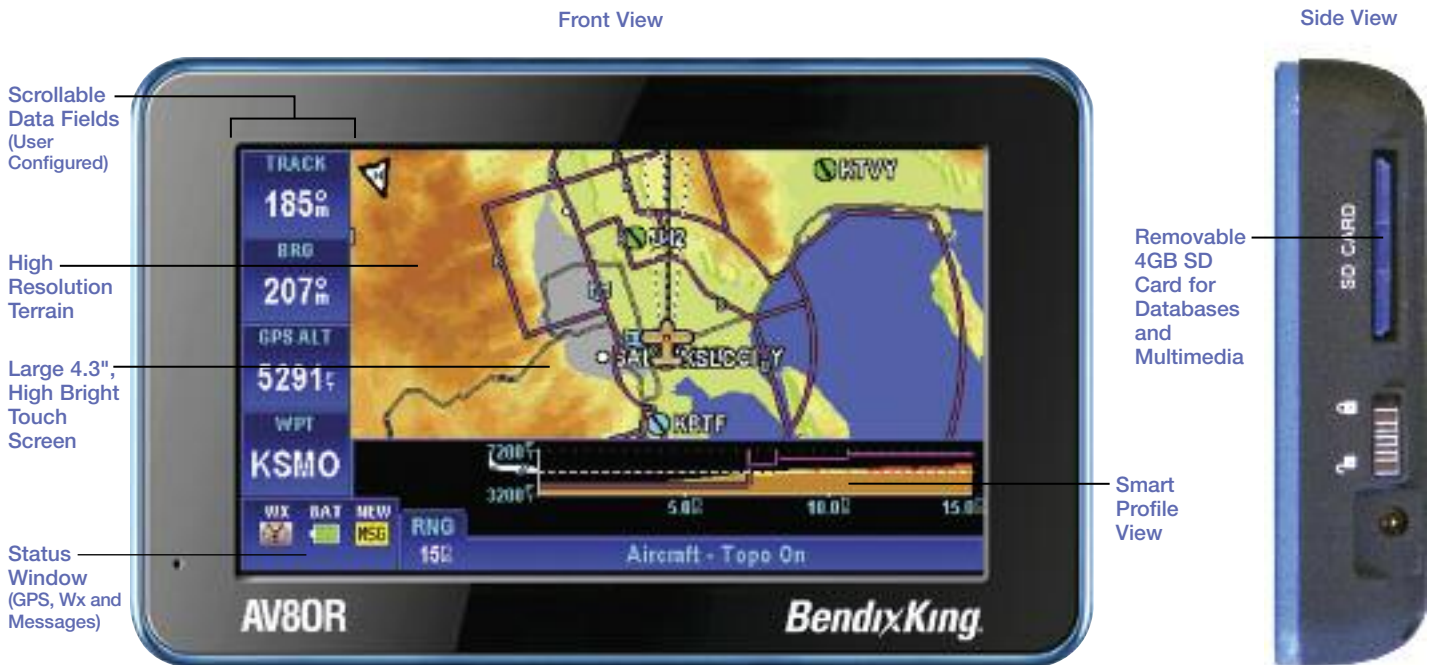 Front View
Side View
Scrollable
Data Fields
(User
Configured)
High
Resolution
Terrain
Large 4.3",
High Bright
Touch
Screen
Status
Window
(GPS, Wx and
Messages)
TRACK
185°m
BRG
207°m
GPS ALT
5291
WPT
KSMO
WX BAT NEW
MSG
RNG
15
KTVY
KBTF
7200
3200
5.0 10.0 15.0
Aircraft - Topo On
AV8OR
BendixKing
Smart
Profile
View
Removable
4GB SD
Card for
Databases
and
Multimedia
SD CARD